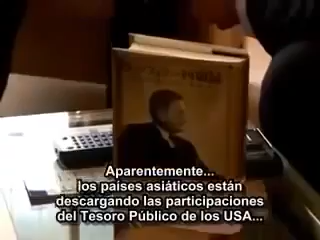 Aparentemente...
los países asiáticos están
descargando las participaciones
del Tesoro Público de los USA...